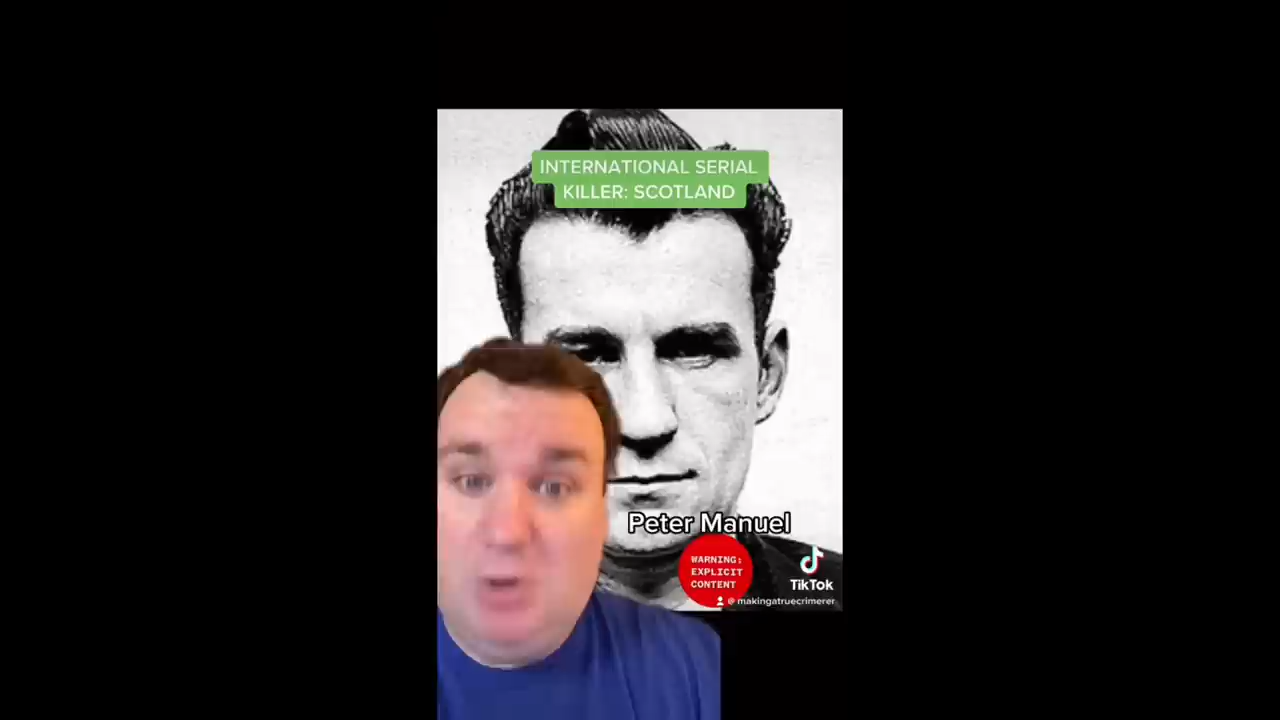 INTERNATIONAL SERIAL
KILLER: SCOTLAND
Peter Manuel
WARNING:
EXPLICIT
CONTENT
TikTok
@ makingatruecrimerer